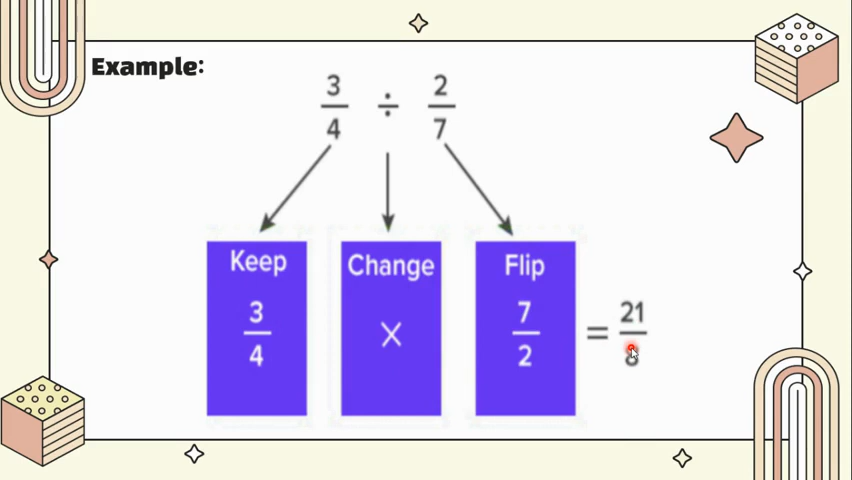 Example:
3/4 ÷ 2/7
Keep Change Flip
3/4 × 7/2 = 21/8